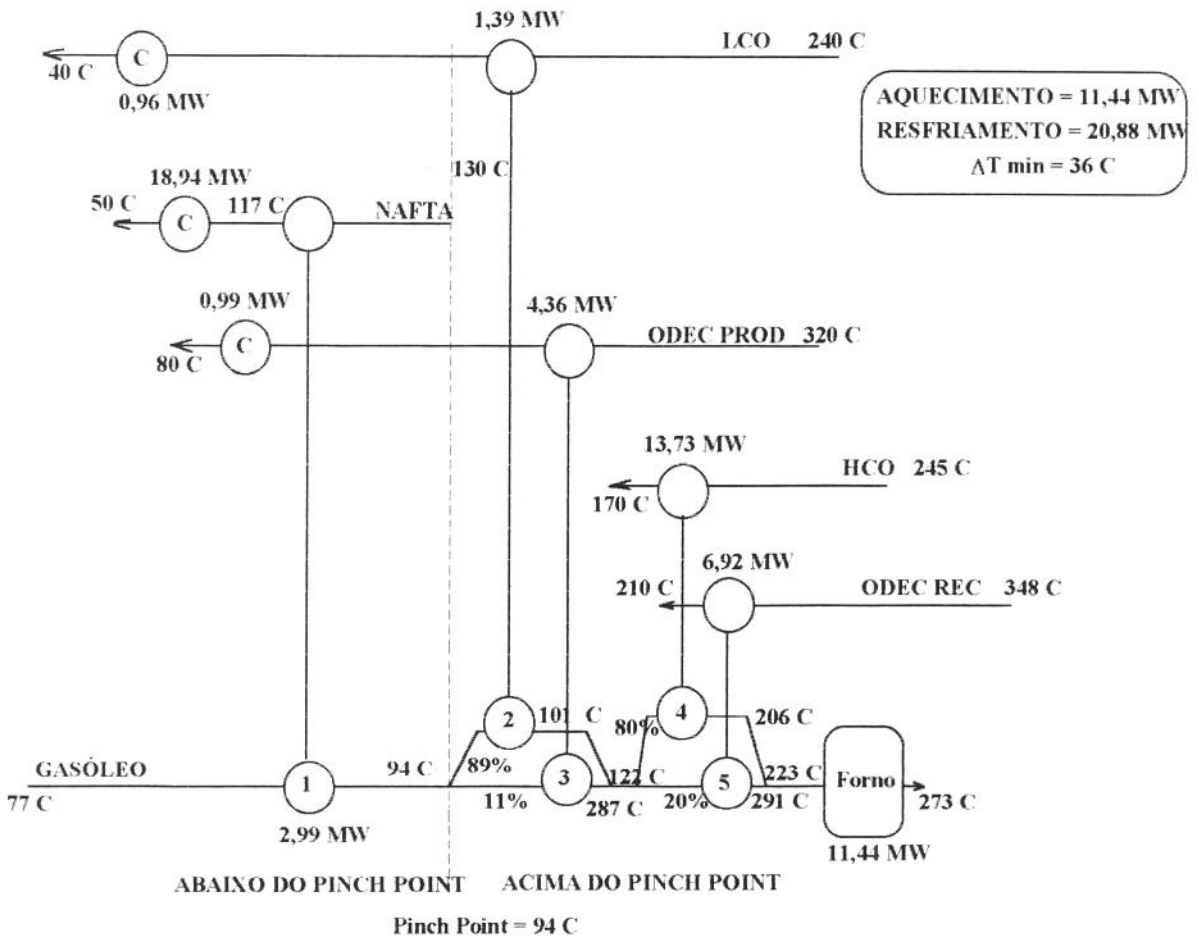 1,39 MW
LCO 240 C
C
40 C
0,96 MW
AQUECIMENTO = 11,44 MW
RESFRIAMENTO = 20,88 MW
ΔT min = 36 C
130 C
18,94 MW
50 C
C
117 C
NAFTA
0,99 MW
4,36 MW
ODEC PROD 320 C
C
80 C
13,73 MW
HCO 245 C
170 C
6,92 MW
210 C
ODEC REC 348 C
2
101 C
4
80%
206 C
GASÓLEO
94 C
89%
122 C
223 C
Forno
77 C
1
3
5
11%
287 C
20%
291 C
273 C
2,99 MW
11,44 MW
ABAIXO DO PINCH POINT
ACIMA DO PINCH POINT
Pinch Point = 94 C